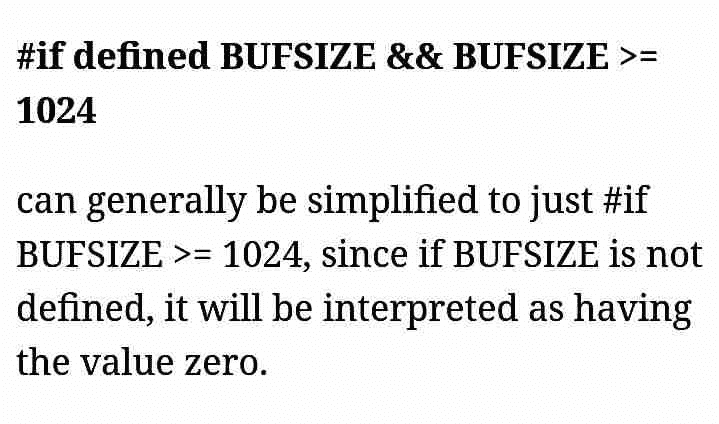 #if defined BUFSIZE && BUFSIZE >=
1024
can generally be simplified to just #if
BUFSIZE >= 1024, since if BUFSIZE is not
defined, it will be interpreted as having
the value zero.